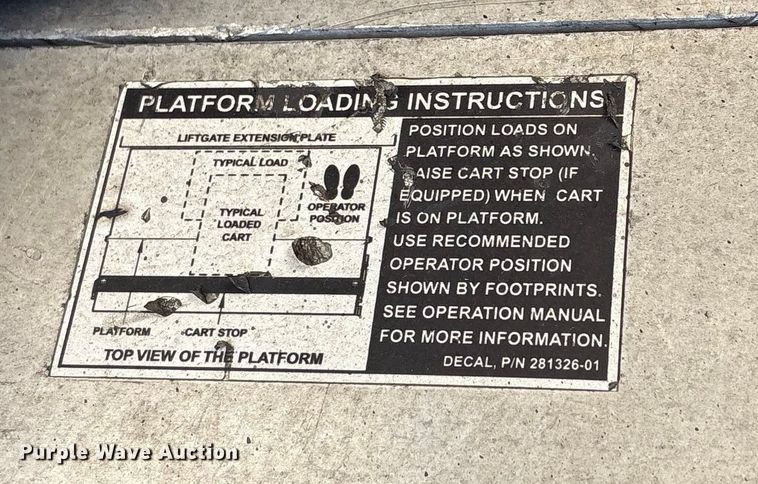 PLATFORM LOADING INSTRUCTIONS
LIFTGATE EXTENSION PLATE
TYPICAL LOAD
TYPICAL
LOADED
CART
OPERATOR
POSITION
PLATFORM
CART STOP
TOP VIEW OF THE PLATFORM
POSITION LOADS ON
PLATFORM AS SHOWN
RAISE CART STOP (IF
EQUIPPED) WHEN CART
IS ON PLATFORM.
USE RECOMMENDED
OPERATOR POSITION
SHOWN BY FOOTPRINTS.
SEE OPERATION MANUAL
FOR MORE INFORMATION.
DECAL, P/N 281326-01
Purple Wave Auction